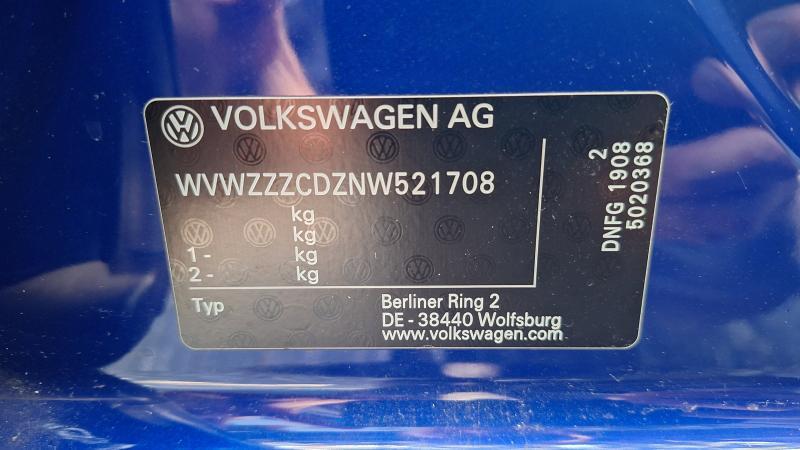 VOLKSWAGEN AG
WVWZZZCDZNW521708
kg
kg
1 - kg
2 - kg
Typ
Berliner Ring 2
DE - 38440 Wolfsburg
www.volkswagen.com
2
DNFG 1908
5020368